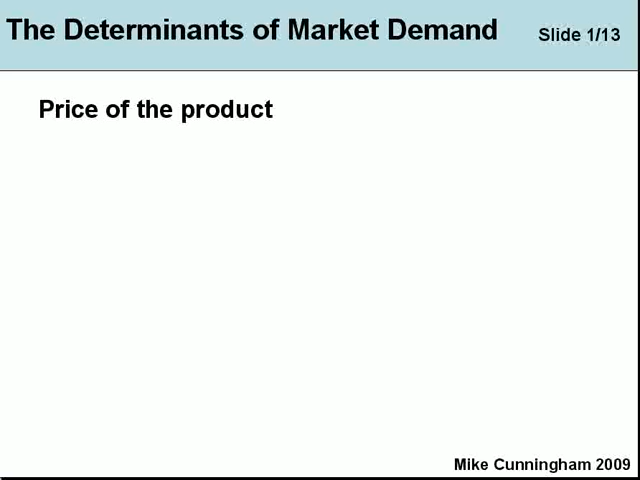 The Determinants of Market Demand
Slide 1/13
Price of the product
Mike Cunningham 2009